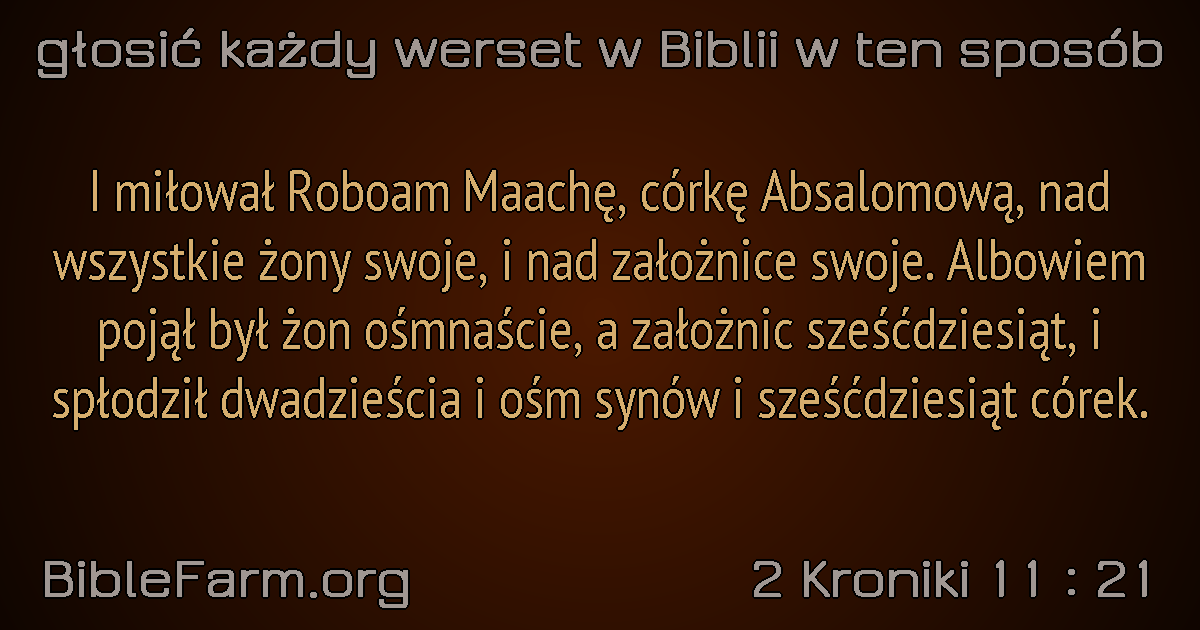 głosić każdy werset w Biblii w ten sposób
I miłował Roboam Maachę, córkę Absalomową, nad
wszystkie żony swoje, i nad założnice swoje. Albowiem
pojął był żon ośmnaście, a założnic sześćdziesiąt, i
spłodził dwadzieścia i ośm synów i sześćdziesiąt córek.
BibleFarm.org
2 Kroniki 11 : 21